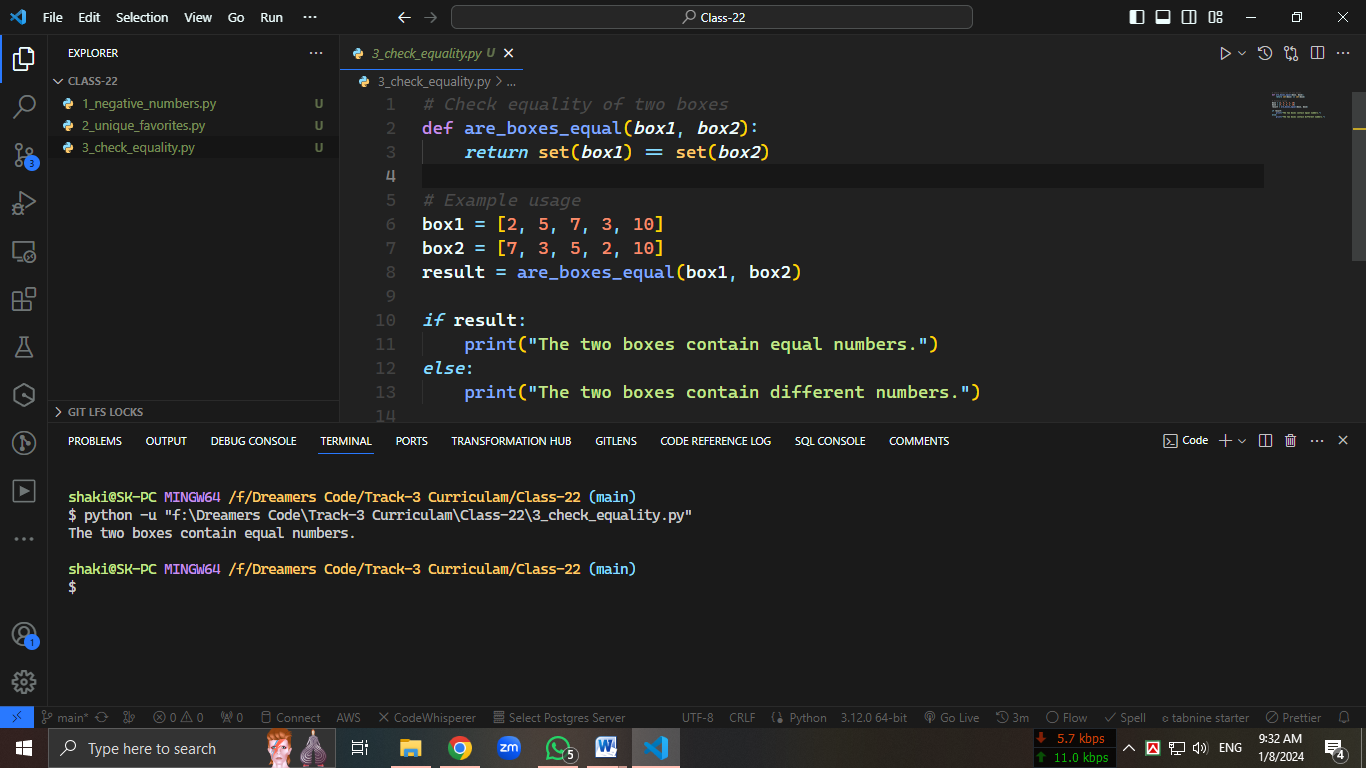 File Edit Selection View Go Run ···
Class-22
EXPLORER
CLASS-22
1_negative_numbers.py U
2_unique_favorites.py U
3_check_equality.py U
GIT LFS LOCKS
3
1
3_check_equality.py U
3_check_equality.py > ...
1 # Check equality of two boxes
2 def are_boxes_equal(box1, box2):
3 return set(box1) == set(box2)
4
5 # Example usage
6 box1 = [2, 5, 7, 3, 10]
7 box2 = [7, 3, 5, 2, 10]
8 result = are_boxes_equal(box1, box2)
9
10 if result:
11 print("The two boxes contain equal numbers.")
12 else:
13 print("The two boxes contain different numbers.")
14
PROBLEMS OUTPUT DEBUG CONSOLE TERMINAL PORTS TRANSFORMATION HUB GITLENS CODE REFERENCE LOG SQL CONSOLE COMMENTS
Code
shaki@SK-PC MINGW64 /f/Dreamers Code/Track-3 Curriculam/Class-22 (main)
$ python -u "f:\Dreamers Code\Track-3 Curriculam\Class-22\3_check_equality.py"
The two boxes contain equal numbers.
shaki@SK-PC MINGW64 /f/Dreamers Code/Track-3 Curriculam/Class-22 (main)
$
main* 0 0 0 Connect AWS CodeWhisperer Select Postgres Server UTF-8 CRLF Python 3.12.0 64-bit Go Live 3m Flow Spell tabnine starter Prettier
Type here to search
zm
5
W
5.7 kbps
11.0 kbps
ENG
9:32 AM
1/8/2024
4